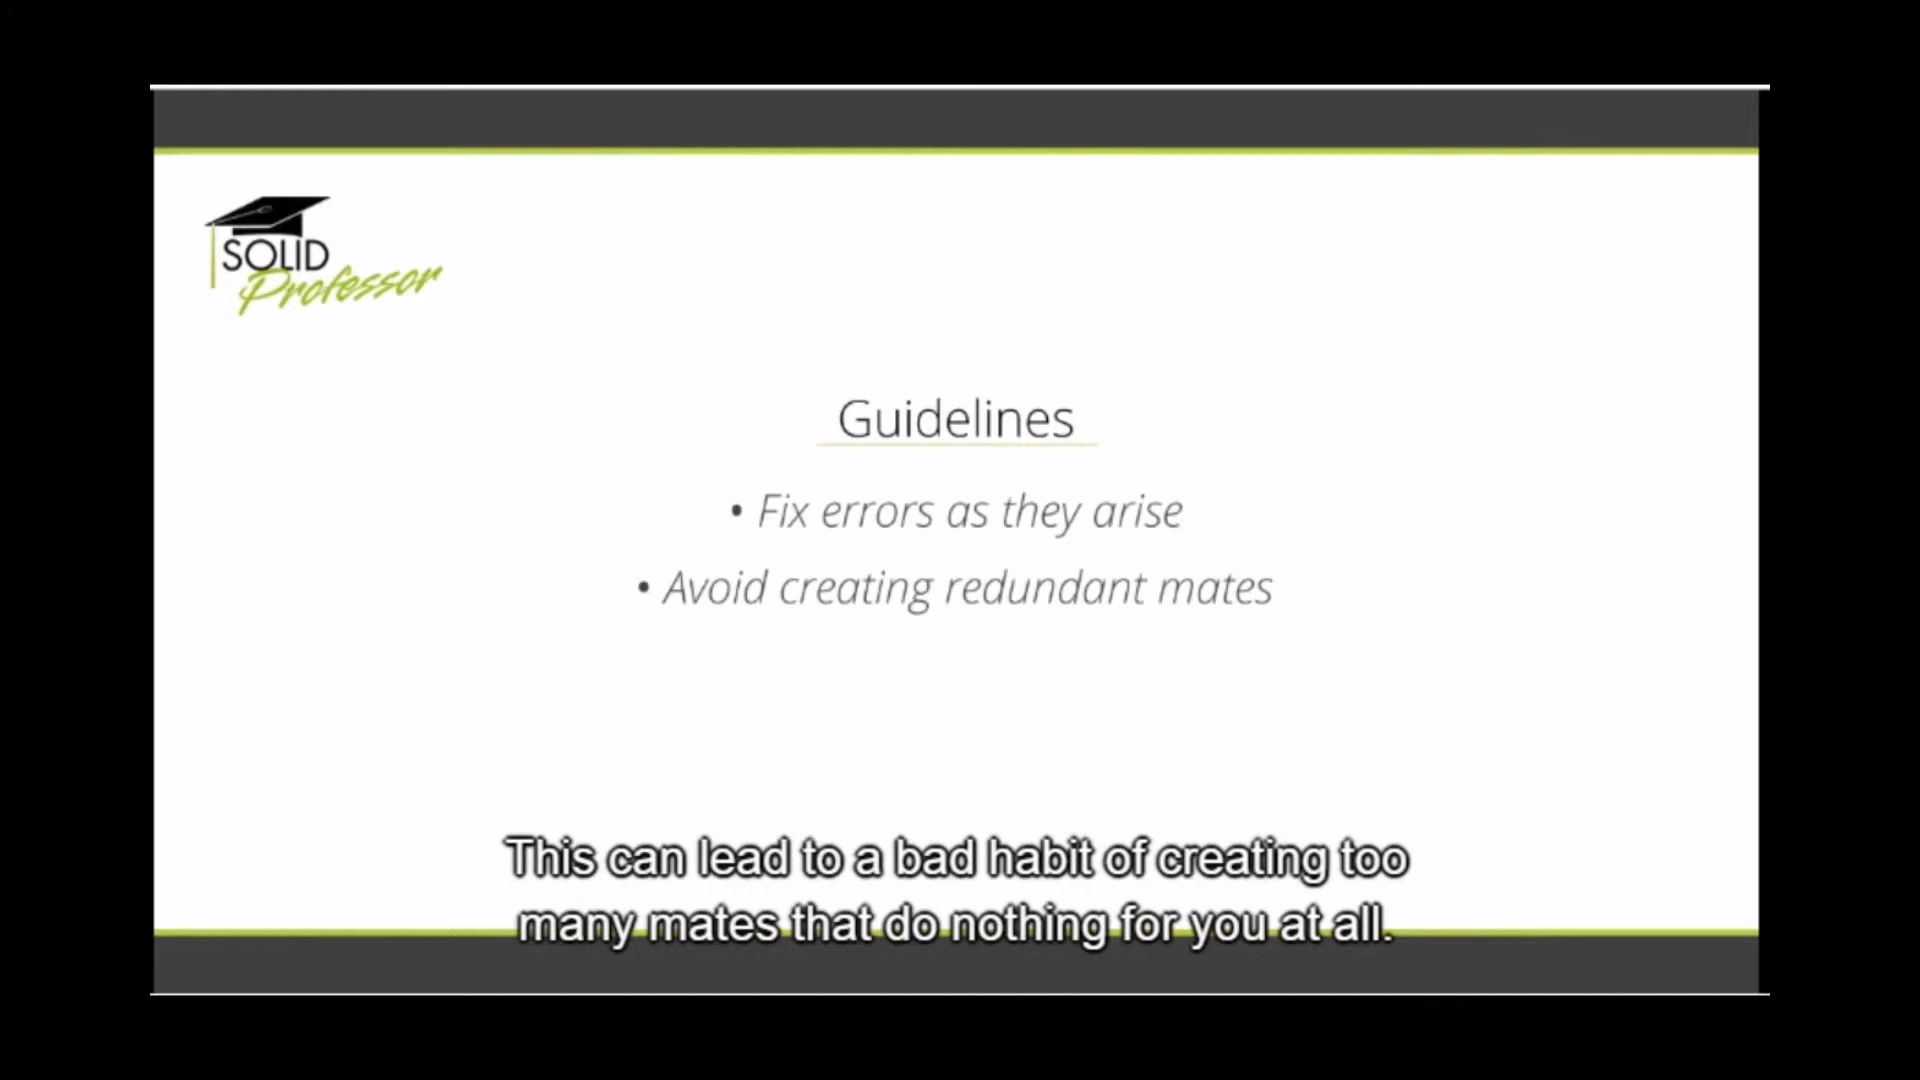 SOLID
Professor
Guidelines
• Fix errors as they arise
• Avoid creating redundant mates
This can lead to a bad habit of creating too
many mates that do nothing for you at all.